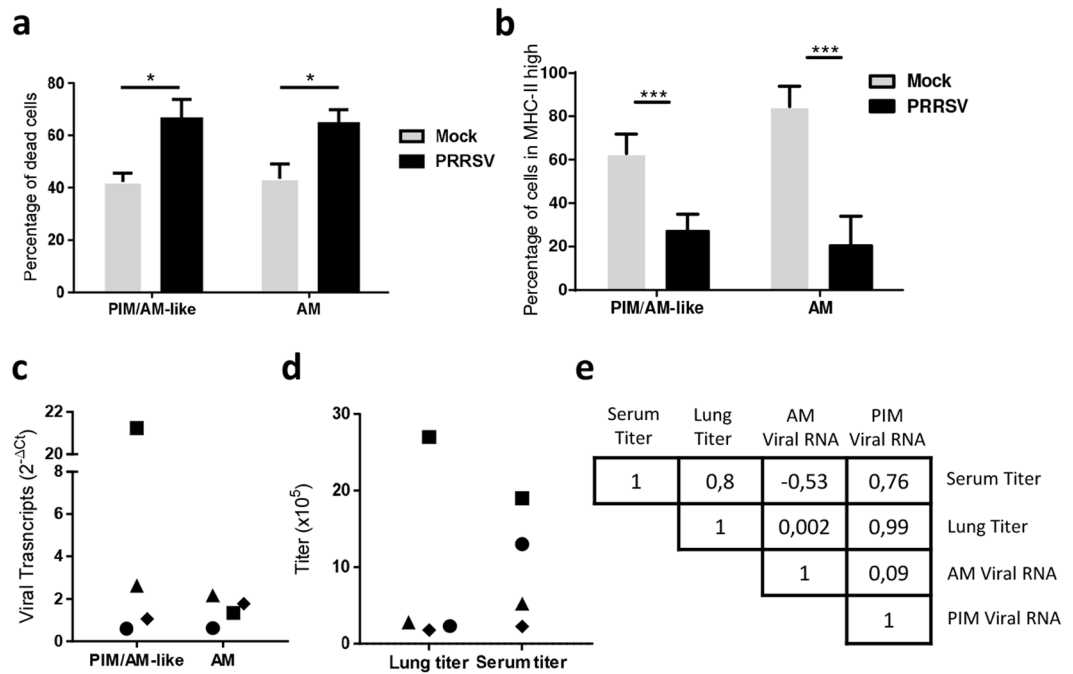 a
Percentage of dead cells
80
60
40
20
0
*
*
PIM/AM-like
AM
Mock
PRRSV
b
Percentage of cells in MHC-II high
100
80
60
40
20
0
***
***
PIM/AM-like
AM
Mock
PRRSV
c
Viral Trasncripts (2^-ΔCt)
22
20
8
6
4
2
0
PIM/AM-like
AM
d
Titer (x10^5)
30
20
10
0
Lung titer
Serum titer
e
Serum Titer
Lung Titer
AM Viral RNA
PIM Viral RNA
1 0,8 -0,53 0,76 Serum Titer
1 0,002 0,99 Lung Titer
1 0,09 AM Viral RNA
1 PIM Viral RNA